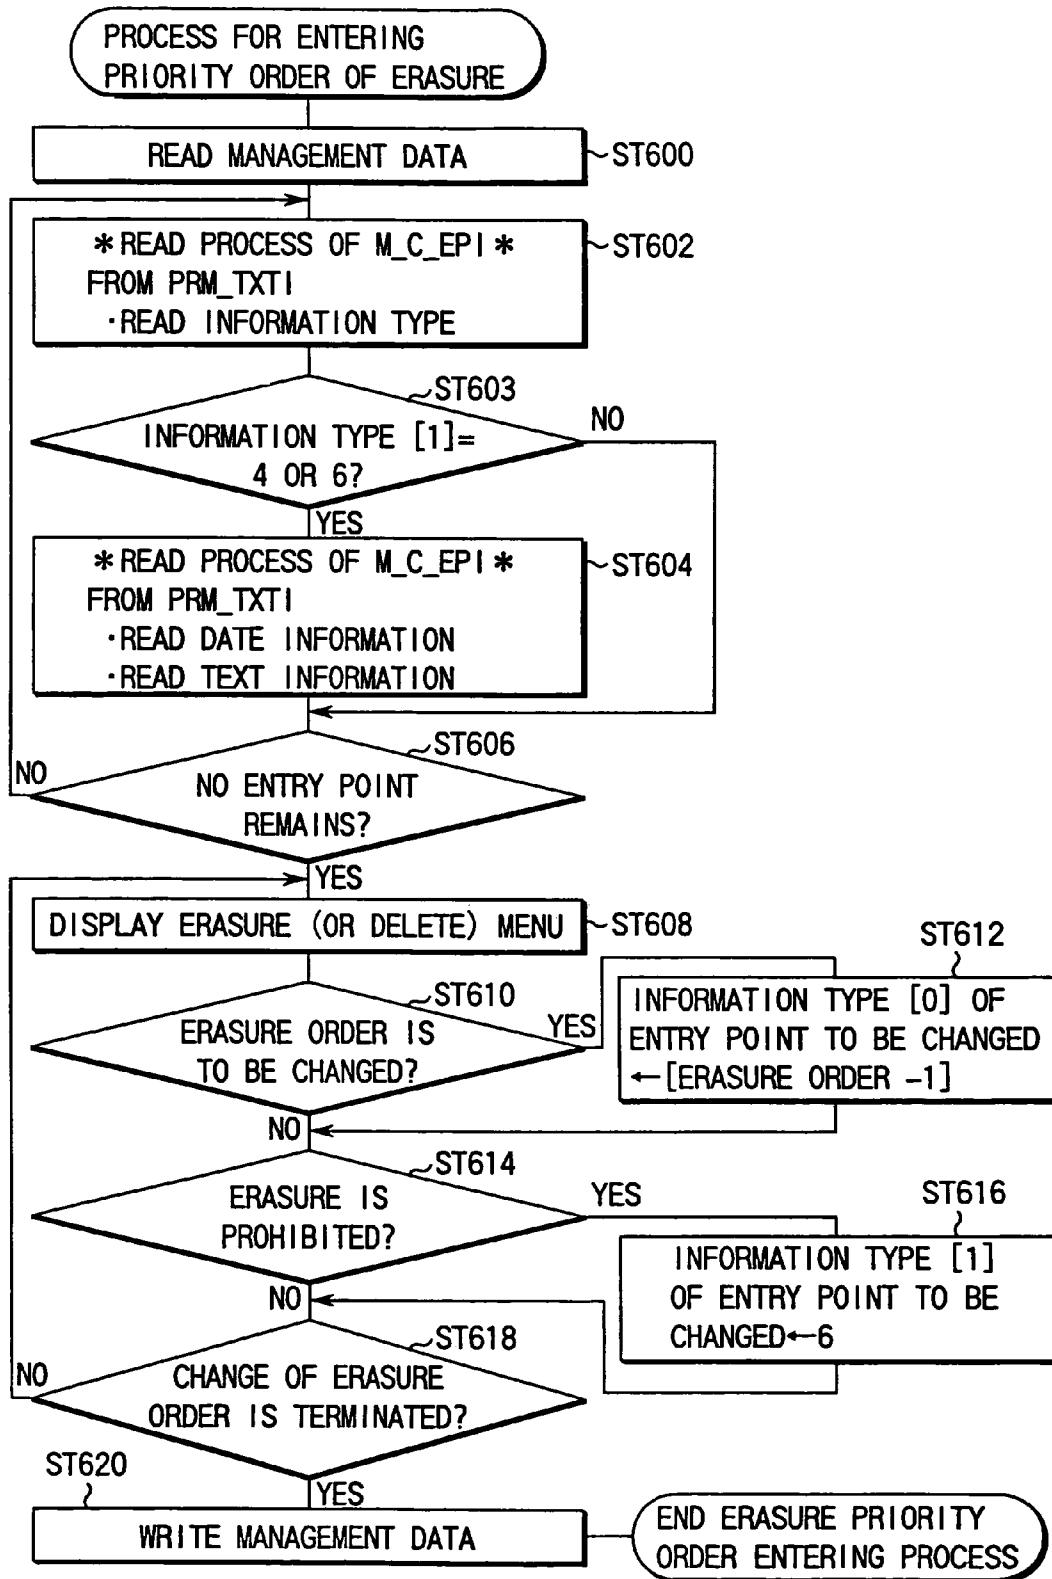 PROCESS FOR ENTERING
PRIORITY ORDER OF ERASURE
READ MANAGEMENT DATA
ST600
*READ PROCESS OF M_C_EPI*
FROM PRM_TXTI
·READ INFORMATION TYPE
ST602
ST603
INFORMATION TYPE [1]=
4 OR 6?
NO
YES
*READ PROCESS OF M_C_EPI*
FROM PRM_TXTI
·READ DATE INFORMATION
·READ TEXT INFORMATION
ST604
ST606
NO
NO ENTRY POINT
REMAINS?
YES
DISPLAY ERASURE (OR DELETE) MENU
ST608
ST610
ERASURE ORDER IS
TO BE CHANGED?
YES
ST612
INFORMATION TYPE [0] OF
ENTRY POINT TO BE CHANGED
←[ERASURE ORDER -1]
NO
ST614
ERASURE IS
PROHIBITED?
YES
ST616
INFORMATION TYPE [1]
OF ENTRY POINT TO BE
CHANGED←6
NO
ST618
NO
CHANGE OF ERASURE
ORDER IS TERMINATED?
YES
ST620
WRITE MANAGEMENT DATA
END ERASURE PRIORITY
ORDER ENTERING PROCESS